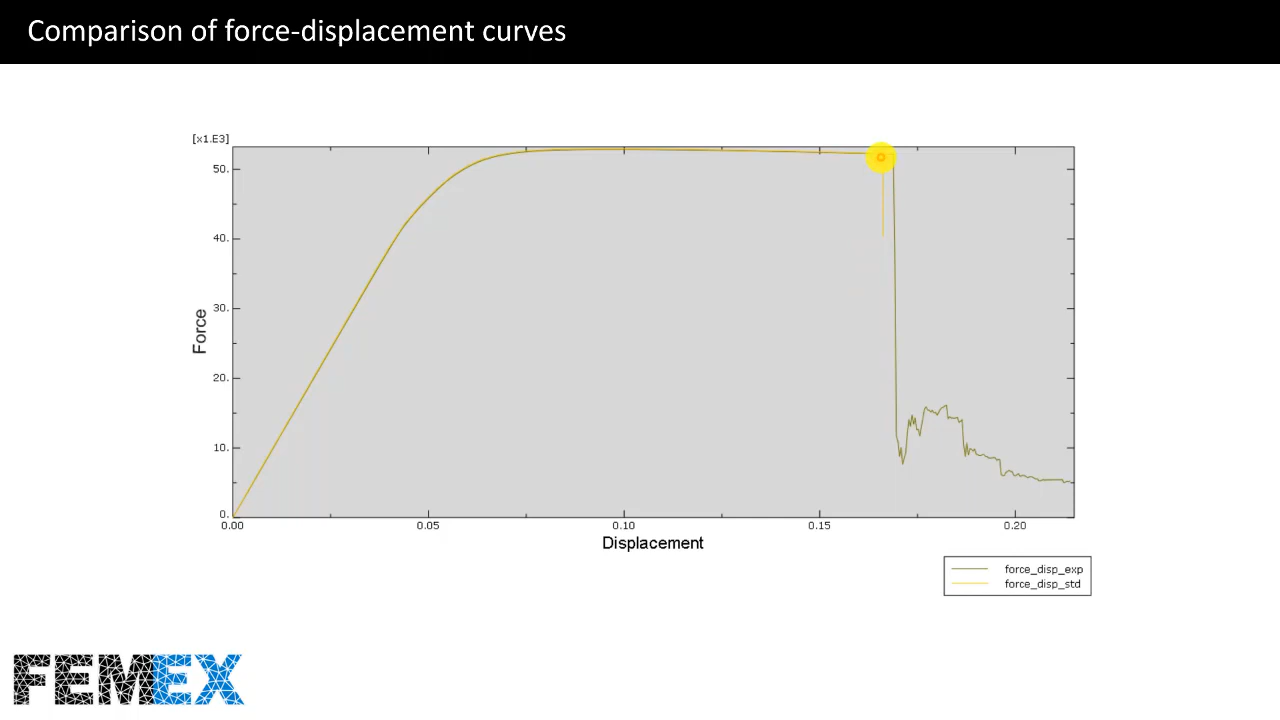 Comparison of force-displacement curves
[x1.E3]
50.
40.
30.
20.
10.
0.
Force
0.00 0.05 0.10 0.15 0.20
Displacement
force_disp_exp
force_disp_std
FEMEX